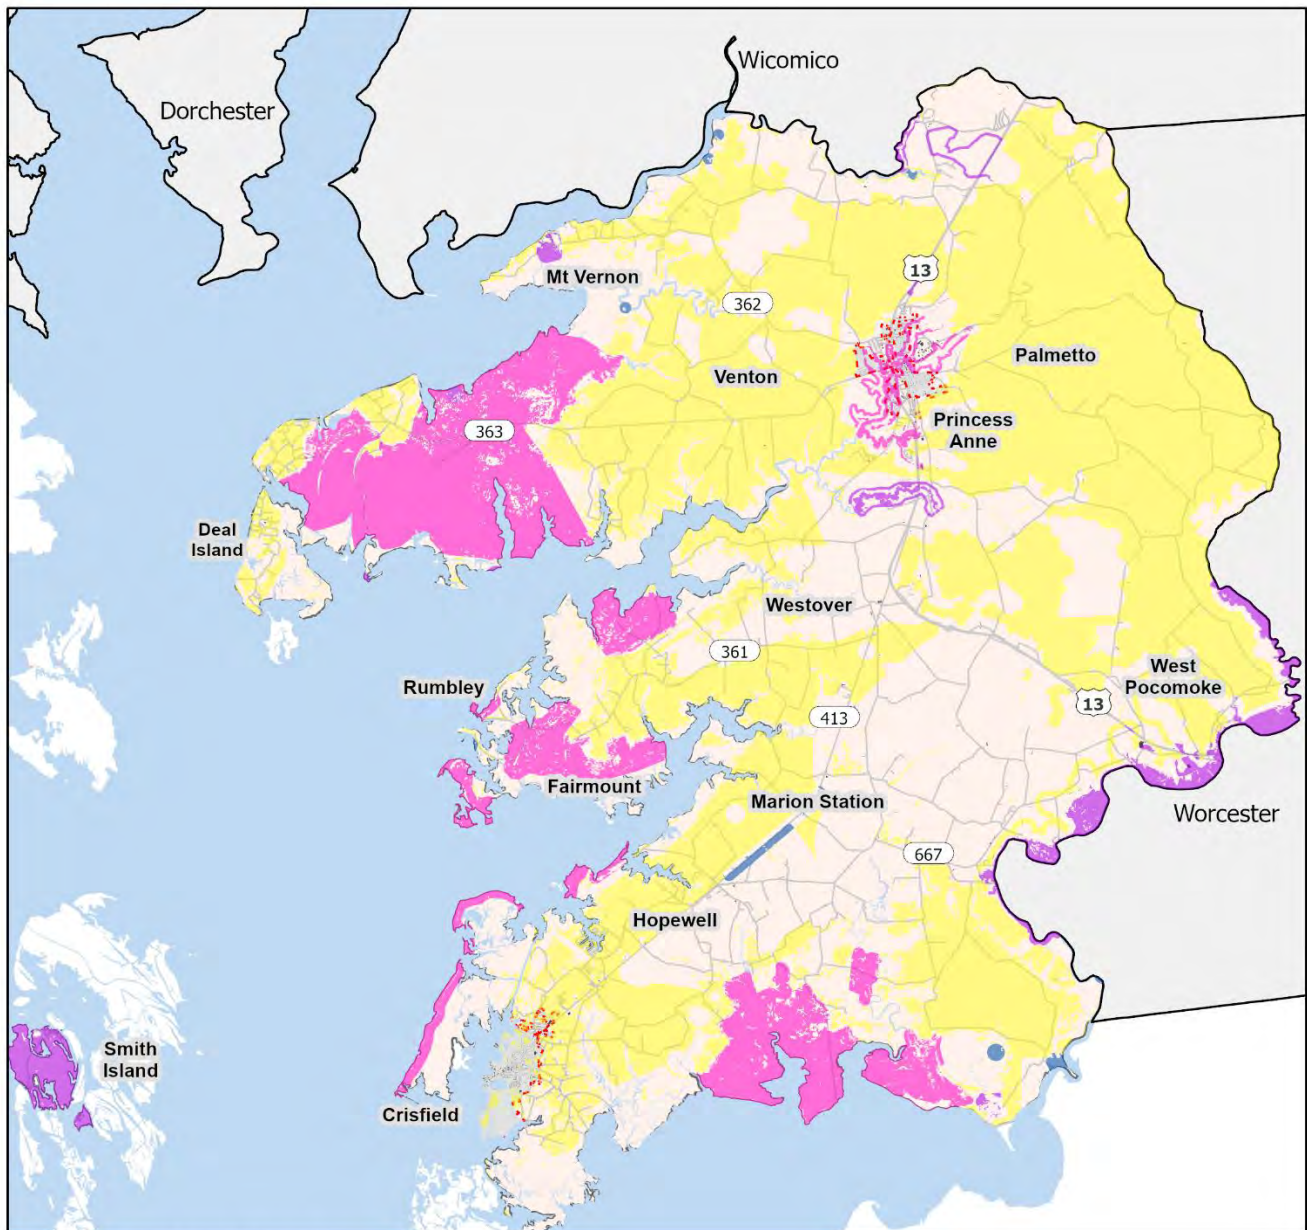 Wicomico
Dorchester
13
Mt Vernon
362
Palmetto
Venton
Princess
Anne
363
Deal
Island
Westover
361
West
Pocomoke
Rumbley
13
413
Fairmount
Marion Station
Worcester
667
Hopewell
Smith
Island
Crisfield